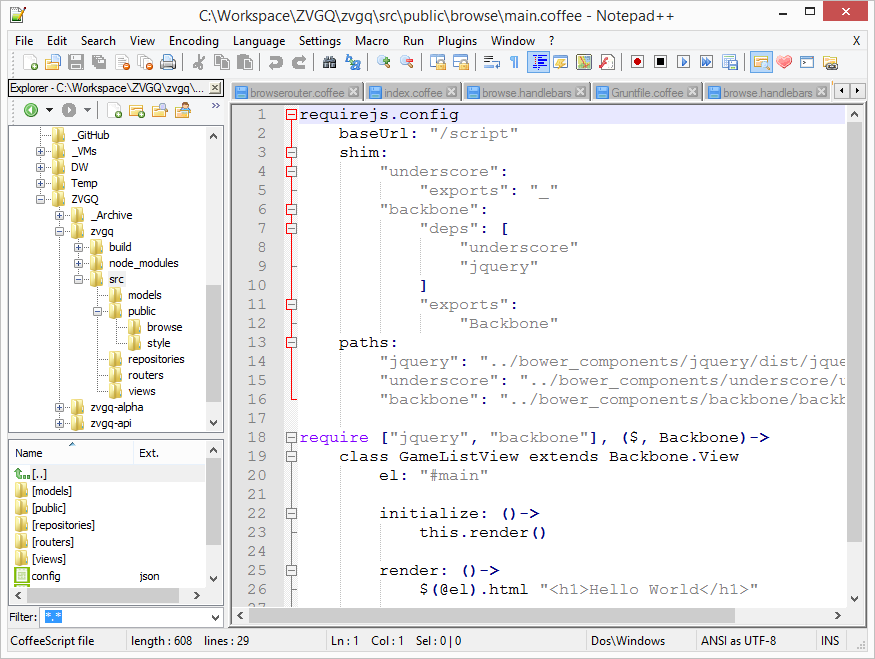 C:\Workspace\ZVGQ\zvgq\src\public\browse\main.coffee - Notepad++
File Edit Search View Encoding Language Settings Macro Run Plugins Window ? X
Explorer - C:\Workspace\ZVGQ\zvgq\...
browserouter.coffee index.coffee browse.handlebars Gruntfile.coffee browse.handlebars
_GitHub
_VMs
DW
Temp
ZVGQ
_Archive
zvgq
build
node_modules
src
models
public
browse
style
repositories
routers
views
zvgq-alpha
zvgq-api
Name Ext.
[..]
[models]
[public]
[repositories]
[routers]
[views]
config json
Filter: *.*
1 requirejs.config
2 baseUrl: "/script"
3 shim:
4 "underscore":
5 "exports": "_"
6 "backbone":
7 "deps": [
8 "underscore"
9 "jquery"
10 ]
11 "exports":
12 "Backbone"
13 paths:
14 "jquery": "../bower_components/jquery/dist/jque
15 "underscore": "../bower_components/underscore/u
16 "backbone": "../bower_components/backbone/backb
17
18 require ["jquery", "backbone"], ($, Backbone)->
19 class GameListView extends Backbone.View
20 el: "#main"
21
22 initialize: ()->
23 this.render()
24
25 render: ()->
26 $(@el).html "<h1>Hello World</h1>"
27
CoffeeScript file length : 608 lines : 29 Ln : 1 Col : 1 Sel : 0 | 0 Dos\Windows ANSI as UTF-8 INS